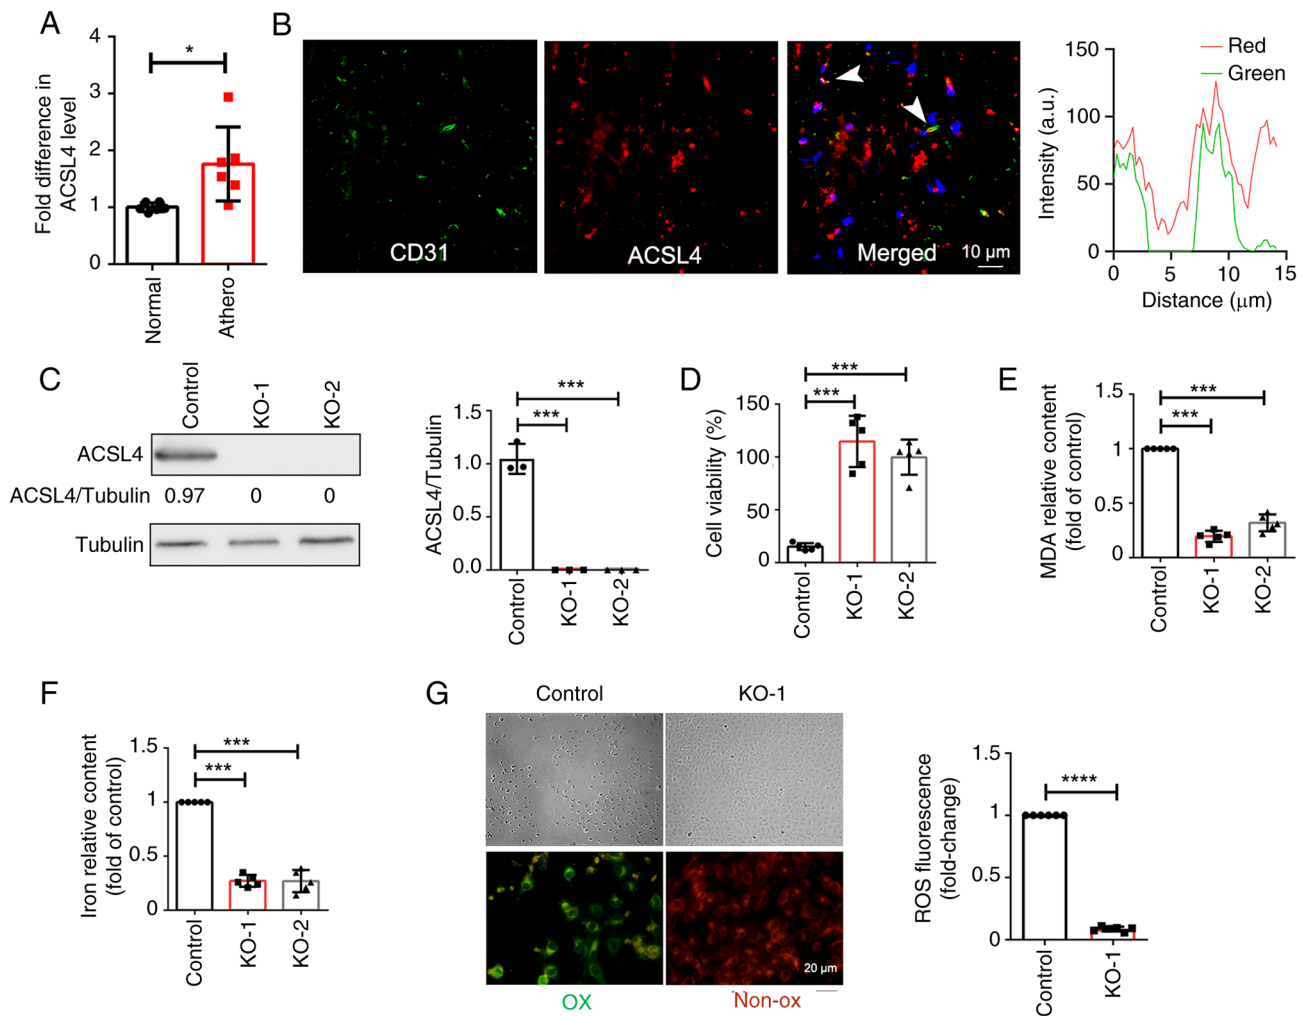 A
Fold difference in
ACSL4 level
4
3
2
1
0
*
Normal
Athero
B
CD31
ACSL4
Merged
10 μm
Intensity (a.u.)
150
100
50
0
Red
Green
0 5 10 15
Distance (μm)
C
Control
KO-1
KO-2
ACSL4
ACSL4/Tubulin 0.97 0 0
Tubulin
ACSL4/Tubulin
1.5
1.0
0.5
0.0
***
***
Control
KO-1
KO-2
D
Cell viability (%)
150
100
50
0
***
***
Control
KO-1
KO-2
E
MDA relative content
(fold of control)
1.5
1
0.5
0
***
***
Control
KO-1
KO-2
F
Iron relative content
(fold of control)
1.5
1
0.5
0
***
***
Control
KO-1
KO-2
G
Control KO-1
20 μm
OX Non-ox
ROS fluorescence
(fold-change)
1.5
1
0.5
0
****
Control
KO-1